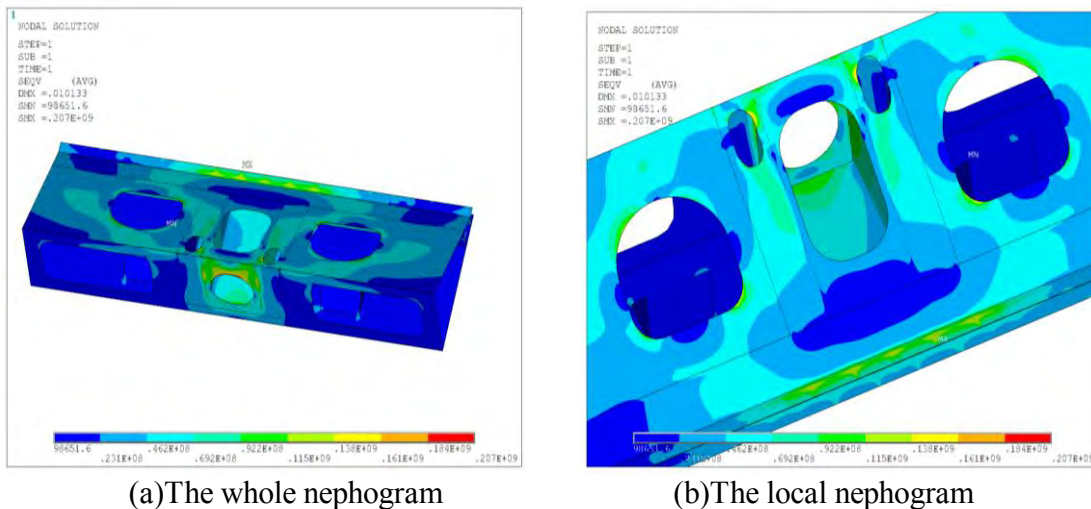 1
NODAL SOLUTION
STEP=1
SUB =1
TIME=1
SEQV (AVG)
DMX =.010133
SMN =98651.6
SMX =.207E+09
MX
MN
98651.6 .462E+08 .922E+08 .138E+09 .184E+09
.231E+08 .692E+08 .115E+09 .161E+09 .207E+09
(a)The whole nephogram
NODAL SOLUTION
STEP=1
SUB =1
TIME=1
SEQV (AVG)
DMX =.010133
SMN =98651.6
SMX =.207E+09
MN
MX
98651.6 .462E+08 .922E+08 .138E+09 .184E+09
.692E+08 .115E+09 .161E+09 .207E+09
(b)The local nephogram